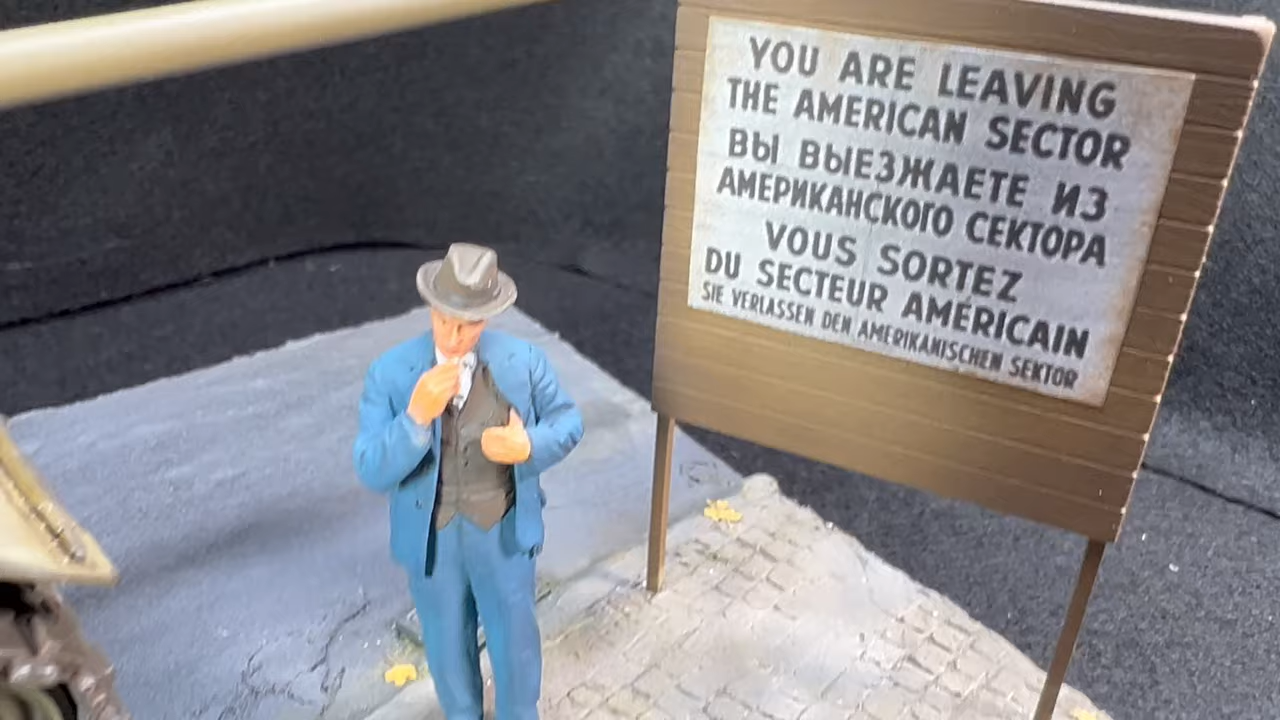 YOU ARE LEAVING
THE AMERICAN SECTOR
ВЫ ВЫЕЗЖАЕТЕ ИЗ
АМЕРИКАНСКОГО СЕКТОРА
VOUS SORTEZ
DU SECTEUR AMÉRICAIN
SIE VERLASSEN DEN AMERIKANISCHEN SEKTOR